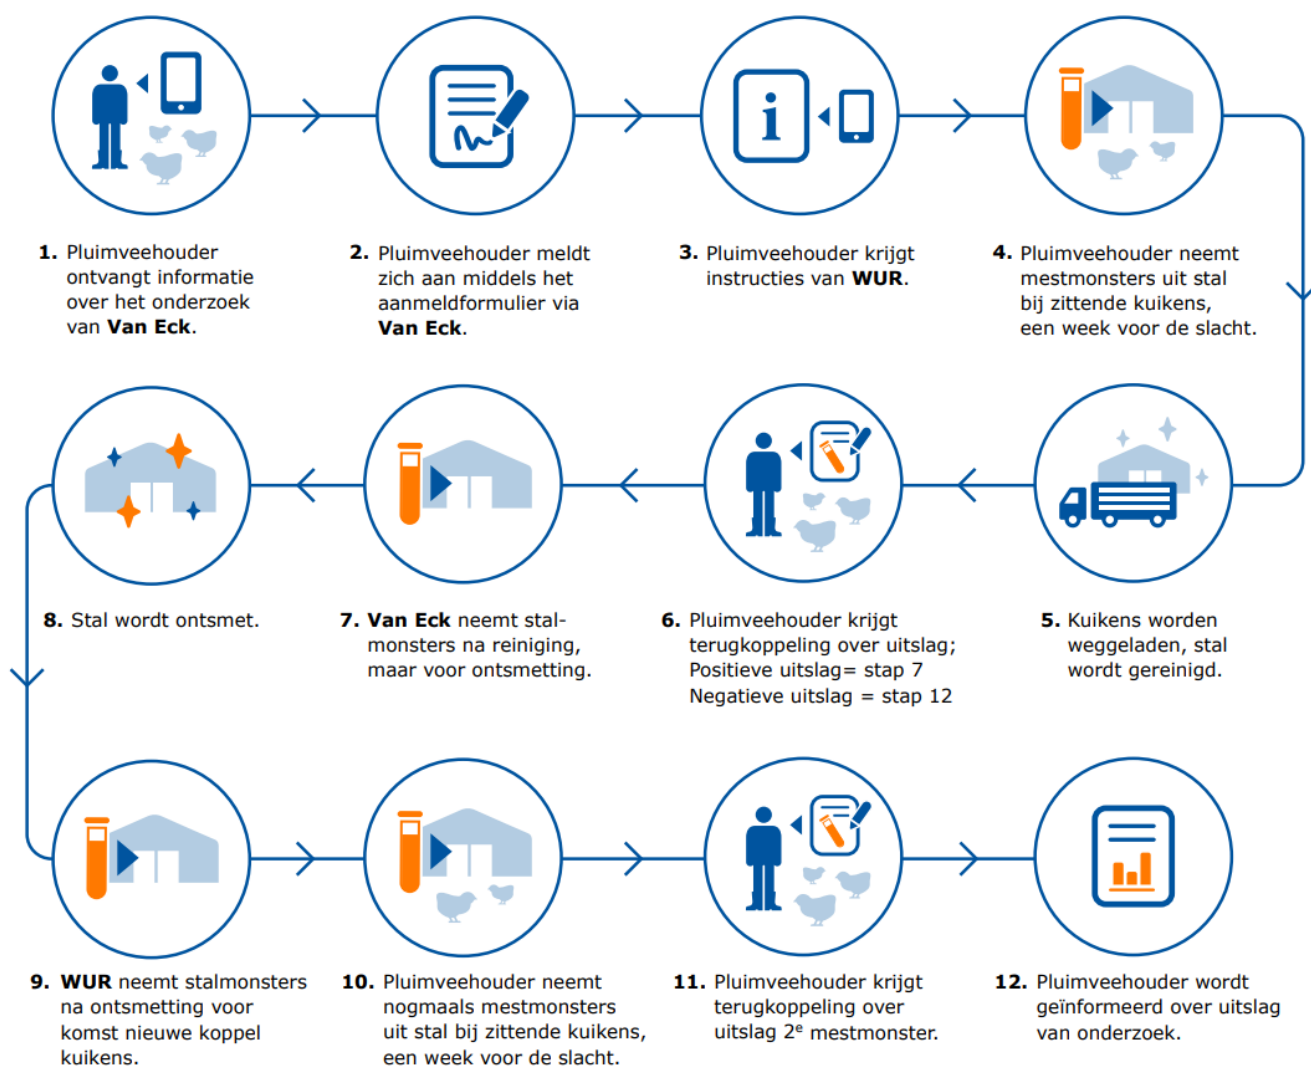 1. Pluimveehouder
ontvangt informatie
over het onderzoek
van Van Eck.
2. Pluimveehouder meldt
zich aan middels het
aanmeldformulier via
Van Eck.
3. Pluimveehouder krijgt
instructies van WUR.
4. Pluimveehouder neemt
mestmonsters uit stal
bij zittende kuikens,
een week voor de slacht.
5. Kuikens worden
weggeladen, stal
wordt gereinigd.
6. Pluimveehouder krijgt
terugkoppeling over uitslag;
Positieve uitslag= stap 7
Negatieve uitslag = stap 12
7. Van Eck neemt stal-
monsters na reiniging,
maar voor ontsmetting.
8. Stal wordt ontsmet.
9. WUR neemt stalmonsters
na ontsmetting voor
komst nieuwe koppel
kuikens.
10. Pluimveehouder neemt
nogmaals mestmonsters
uit stal bij zittende kuikens,
een week voor de slacht.
11. Pluimveehouder krijgt
terugkoppeling over
uitslag 2e mestmonster.
12. Pluimveehouder wordt
geïnformeerd over uitslag
van onderzoek.